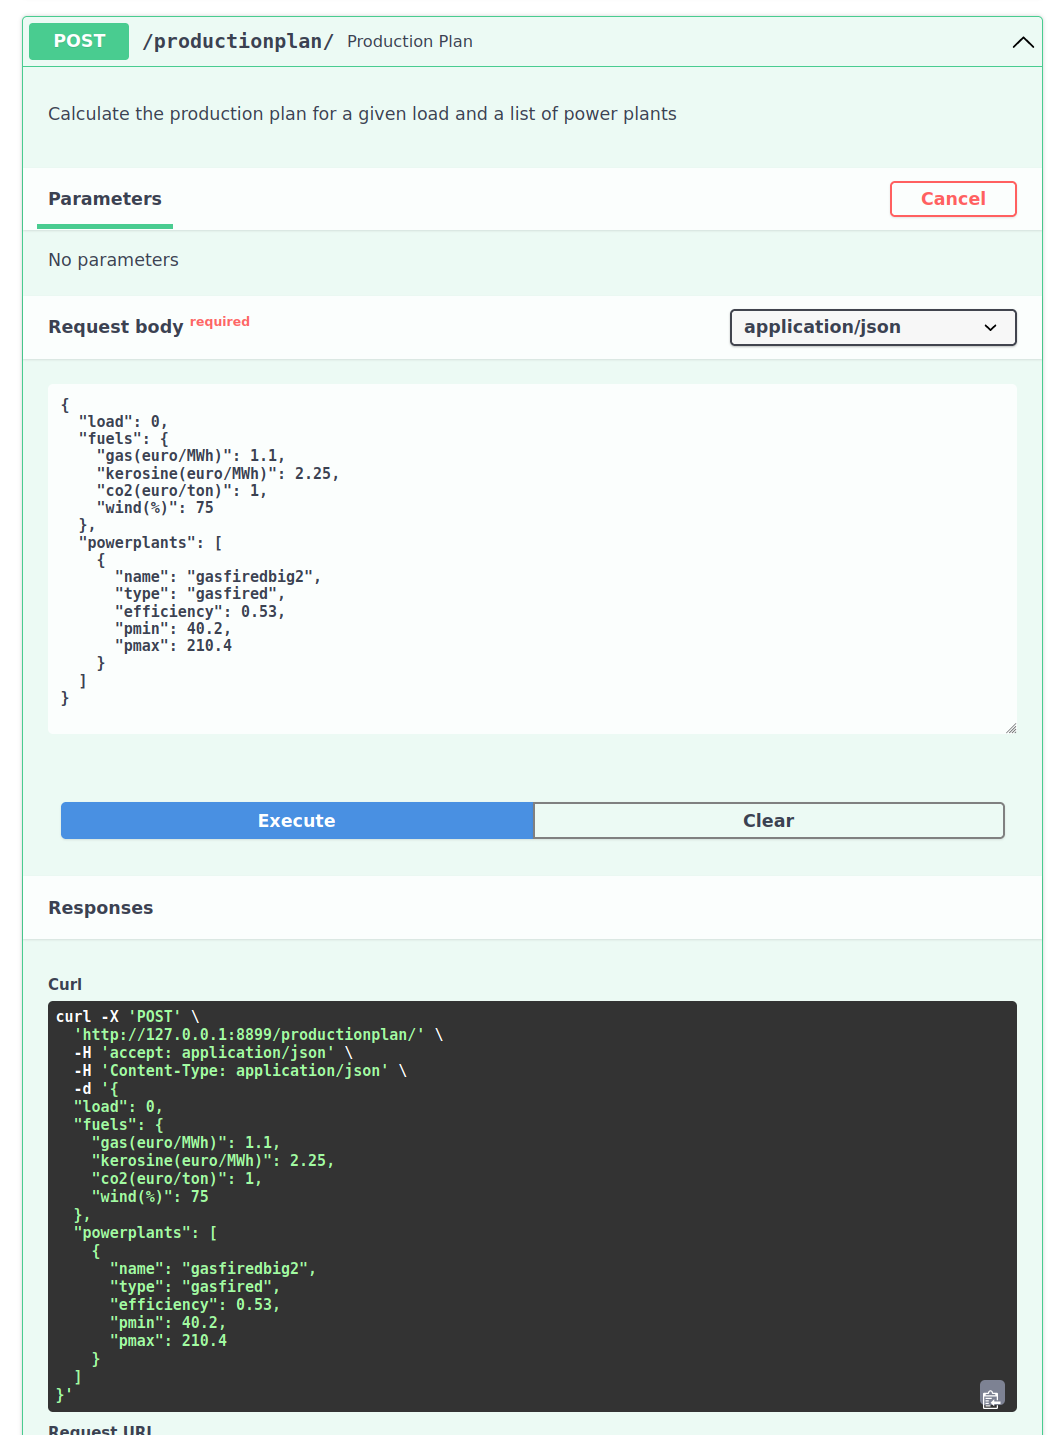 POST /productionplan/ Production Plan
Calculate the production plan for a given load and a list of power plants
Parameters Cancel
No parameters
Request body required application/json
{
  "load": 0,
  "fuels": {
    "gas(euro/MWh)": 1.1,
    "kerosine(euro/MWh)": 2.25,
    "co2(euro/ton)": 1,
    "wind(%)": 75
  },
  "powerplants": [
    {
      "name": "gasfiredbig2",
      "type": "gasfired",
      "efficiency": 0.53,
      "pmin": 40.2,
      "pmax": 210.4
    }
  ]
}
Execute Clear
Responses
Curl
curl -X 'POST' \
  'http://127.0.0.1:8899/productionplan/' \
  -H 'accept: application/json' \
  -H 'Content-Type: application/json' \
  -d '{
  "load": 0,
  "fuels": {
    "gas(euro/MWh)": 1.1,
    "kerosine(euro/MWh)": 2.25,
    "co2(euro/ton)": 1,
    "wind(%)": 75
  },
  "powerplants": [
    {
      "name": "gasfiredbig2",
      "type": "gasfired",
      "efficiency": 0.53,
      "pmin": 40.2,
      "pmax": 210.4
    }
  ]
}'
Request URL